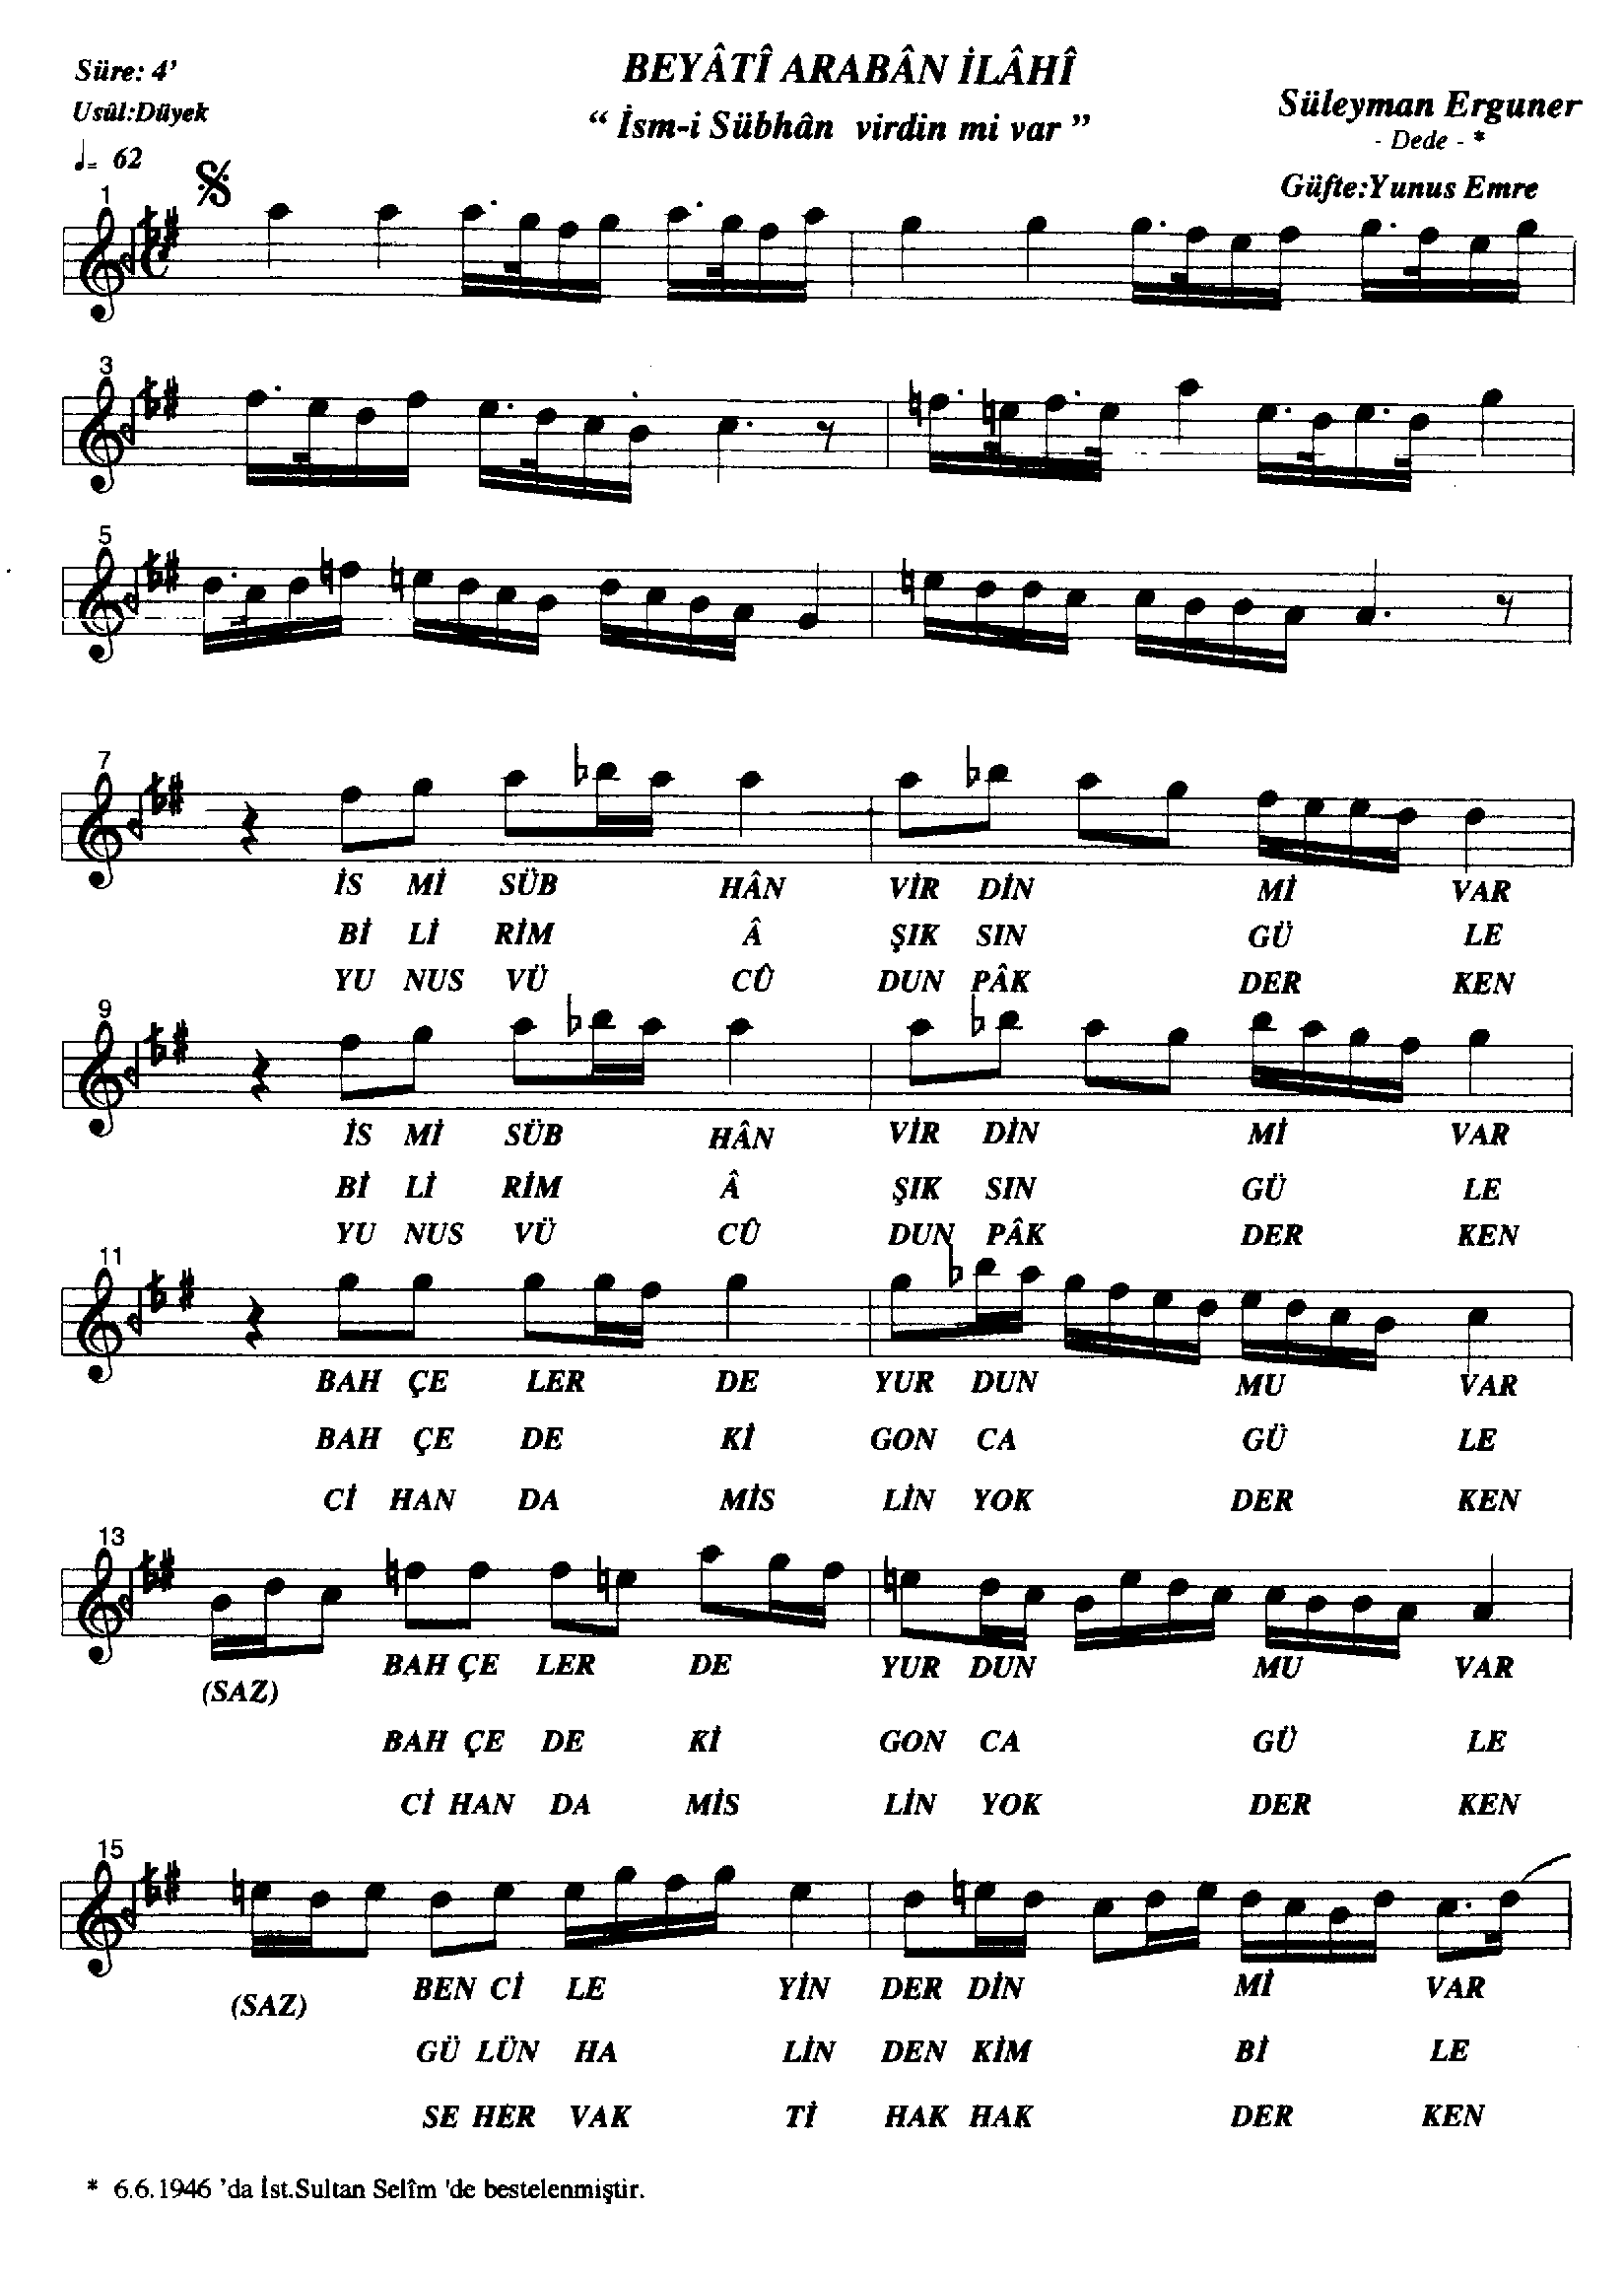 Süre: 4’
BEYÂTÎ ARABÂN İLÂHÎ
Usûl:Düyek
“ İsm-i Sübhân virdin mi var ”
Süleyman Erguner
- Dede - *
♩= 62
Güfte:Yunus Emre
1
3
5
7
İS Mİ SÜB HÂN VİR DİN Mİ VAR
Bİ Lİ RİM Â ŞIK SIN GÜ LE
YU NUS VÜ CÛ DUN PÂK DER KEN
9
İS Mİ SÜB HÂN VİR DİN Mİ VAR
Bİ Lİ RİM Â ŞIK SIN GÜ LE
YU NUS VÜ CÛ DUN PÂK DER KEN
11
BAH ÇE LER DE YUR DUN MU VAR
BAH ÇE DE Kİ GON CA GÜ LE
Cİ HAN DA MİS LİN YOK DER KEN
13
(SAZ) BAH ÇE LER DE YUR DUN MU VAR
BAH ÇE DE Kİ GON CA GÜ LE
Cİ HAN DA MİS LİN YOK DER KEN
15
(SAZ) BEN Cİ LE YİN DER DİN Mİ VAR
GÜ LÜN HA LİN DEN KİM Bİ LE
SE HER VAK Tİ HAK HAK DER KEN
* 6.6.1946 ’da İst.Sultan Selîm 'de bestelenmiştir.